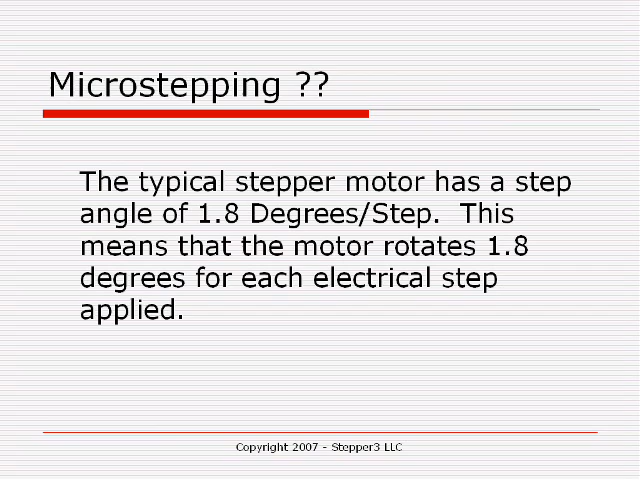 Microstepping ??
The typical stepper motor has a step
angle of 1.8 Degrees/Step.  This
means that the motor rotates 1.8
degrees for each electrical step
applied.
Copyright 2007 - Stepper3 LLC